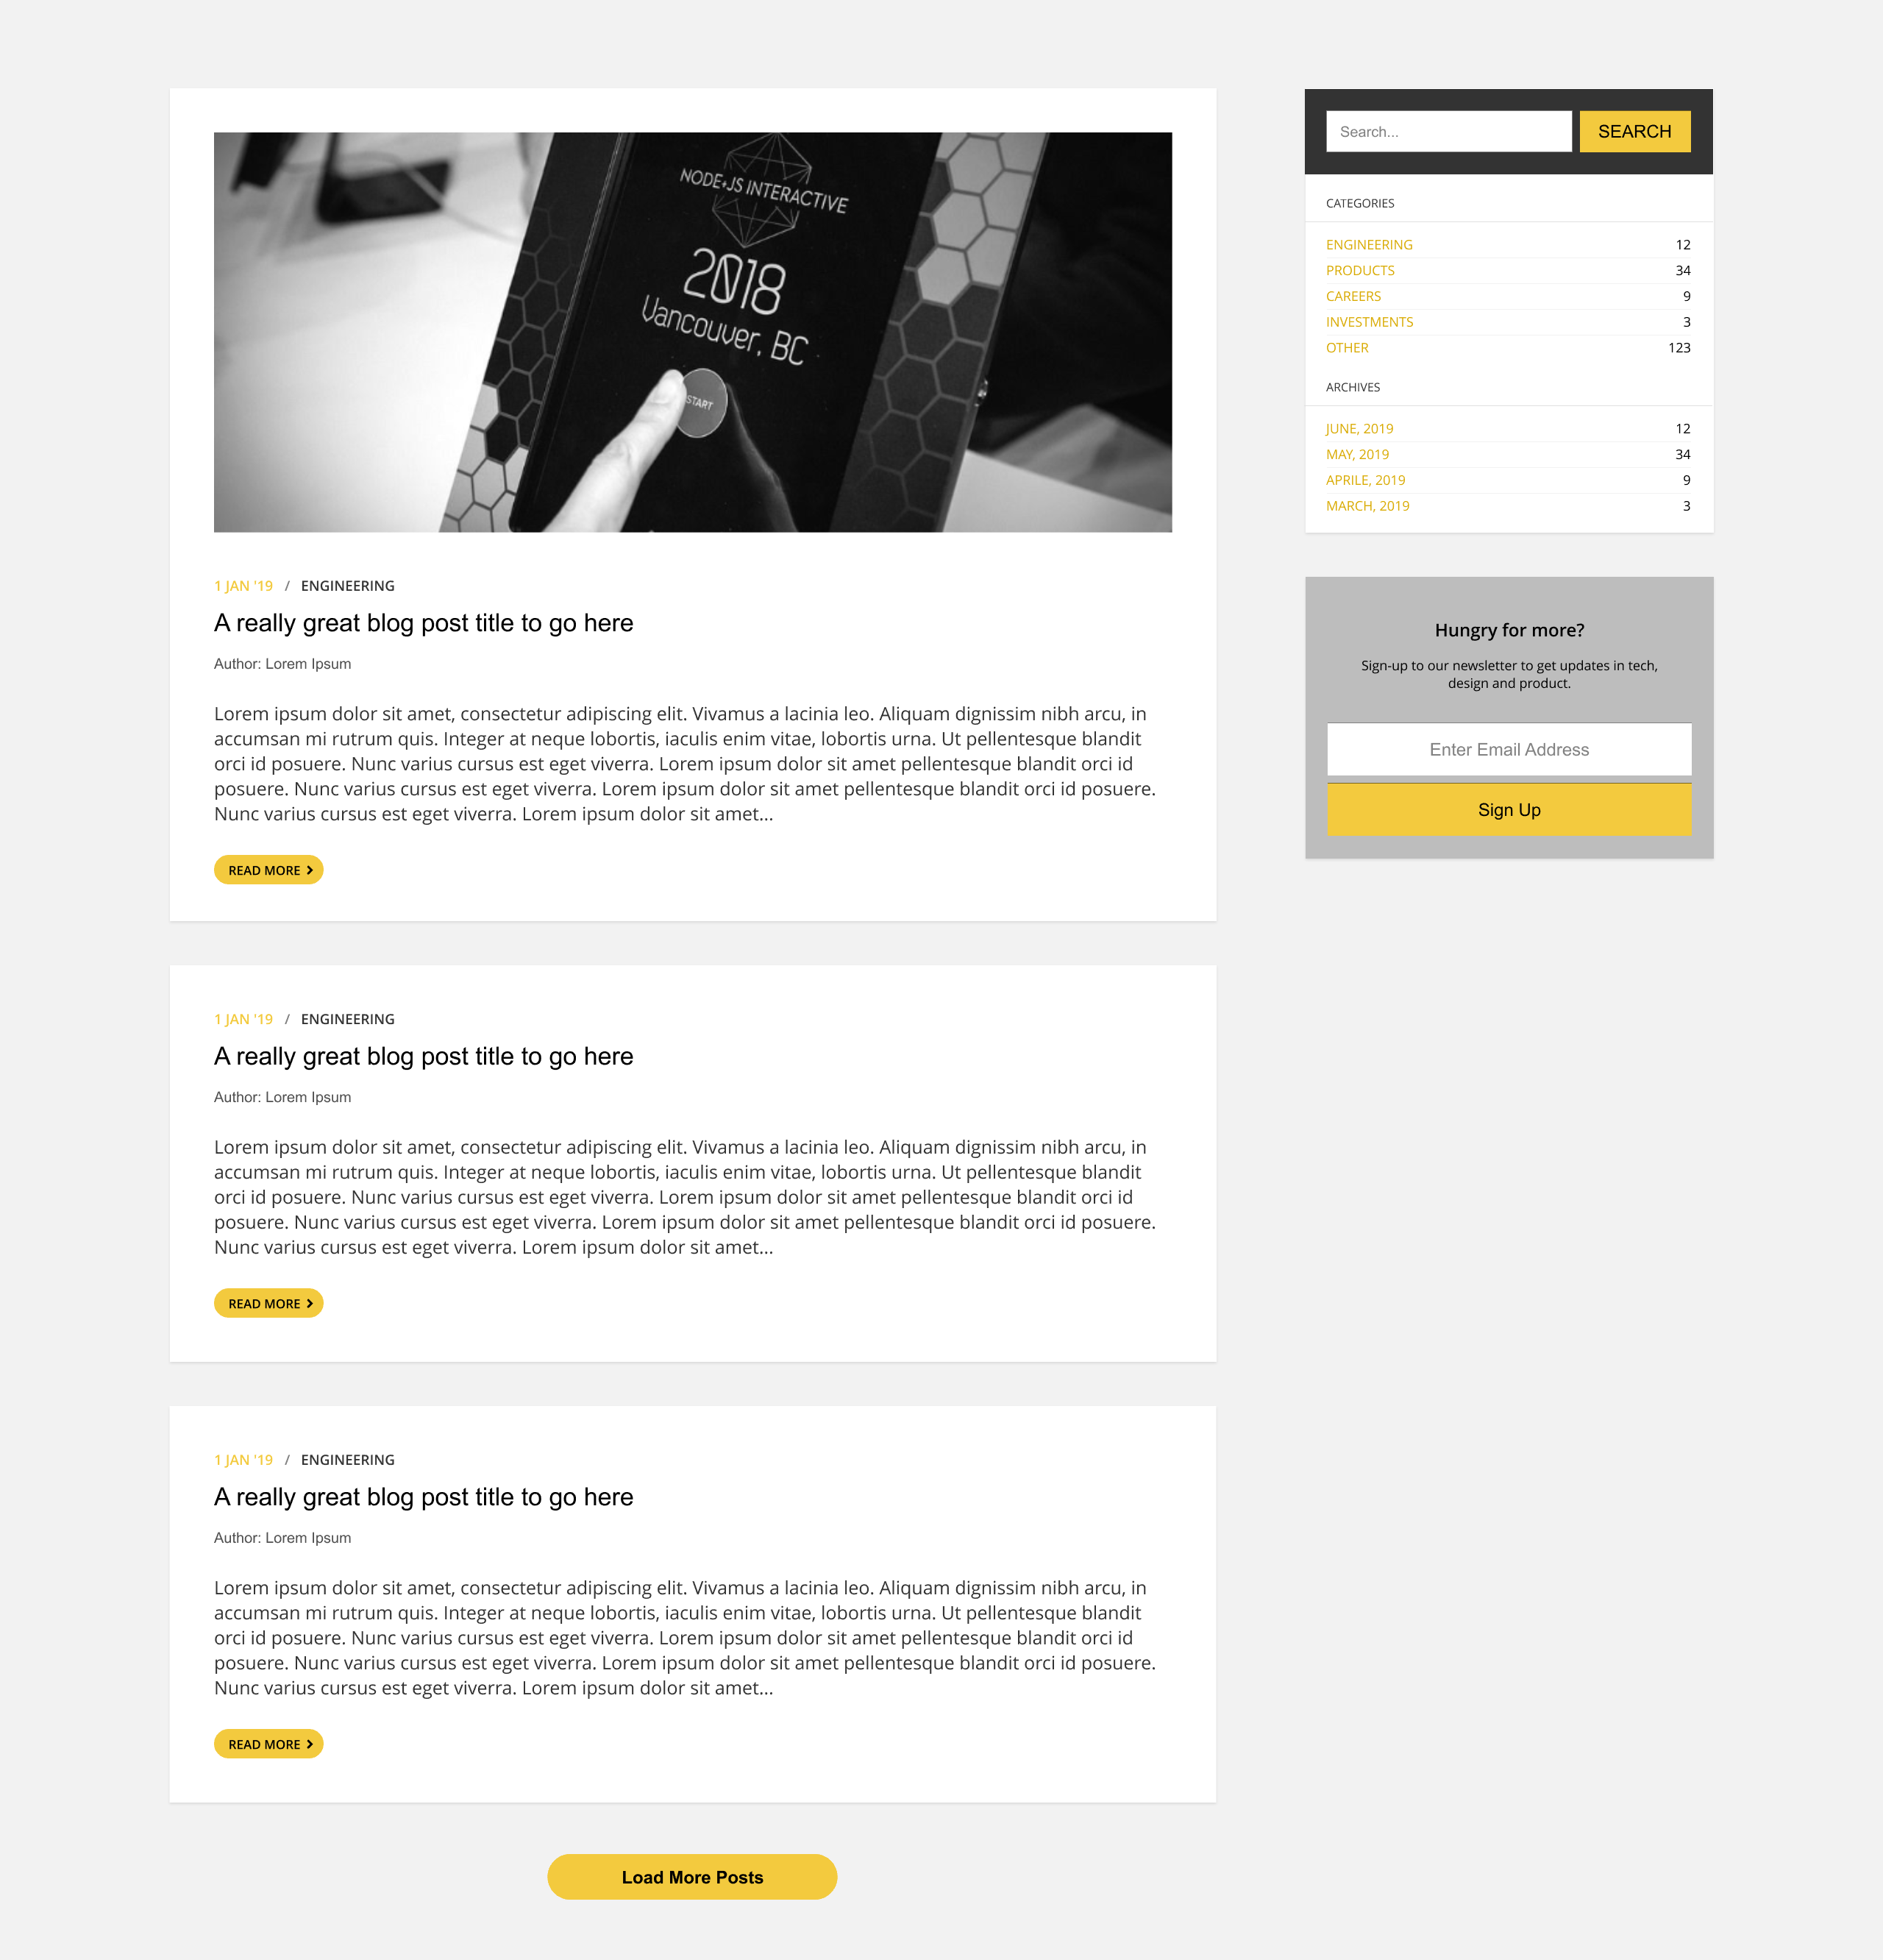 NODE JS INTERACTIVE
2018
Vancouver, BC
START
1 JAN '19 / ENGINEERING
A really great blog post title to go here
Author: Lorem Ipsum
Lorem ipsum dolor sit amet, consectetur adipiscing elit. Vivamus a lacinia leo. Aliquam dignissim nibh arcu, in
accumsan mi rutrum quis. Integer at neque lobortis, iaculis enim vitae, lobortis urna. Ut pellentesque blandit
orci id posuere. Nunc varius cursus est eget viverra. Lorem ipsum dolor sit amet pellentesque blandit orci id
posuere. Nunc varius cursus est eget viverra. Lorem ipsum dolor sit amet pellentesque blandit orci id posuere.
Nunc varius cursus est eget viverra. Lorem ipsum dolor sit amet...
READ MORE
1 JAN '19 / ENGINEERING
A really great blog post title to go here
Author: Lorem Ipsum
Lorem ipsum dolor sit amet, consectetur adipiscing elit. Vivamus a lacinia leo. Aliquam dignissim nibh arcu, in
accumsan mi rutrum quis. Integer at neque lobortis, iaculis enim vitae, lobortis urna. Ut pellentesque blandit
orci id posuere. Nunc varius cursus est eget viverra. Lorem ipsum dolor sit amet pellentesque blandit orci id
posuere. Nunc varius cursus est eget viverra. Lorem ipsum dolor sit amet pellentesque blandit orci id posuere.
Nunc varius cursus est eget viverra. Lorem ipsum dolor sit amet...
READ MORE
1 JAN '19 / ENGINEERING
A really great blog post title to go here
Author: Lorem Ipsum
Lorem ipsum dolor sit amet, consectetur adipiscing elit. Vivamus a lacinia leo. Aliquam dignissim nibh arcu, in
accumsan mi rutrum quis. Integer at neque lobortis, iaculis enim vitae, lobortis urna. Ut pellentesque blandit
orci id posuere. Nunc varius cursus est eget viverra. Lorem ipsum dolor sit amet pellentesque blandit orci id
posuere. Nunc varius cursus est eget viverra. Lorem ipsum dolor sit amet pellentesque blandit orci id posuere.
Nunc varius cursus est eget viverra. Lorem ipsum dolor sit amet...
READ MORE
Load More Posts
Search... SEARCH
CATEGORIES
ENGINEERING 12
PRODUCTS 34
CAREERS 9
INVESTMENTS 3
OTHER 123
ARCHIVES
JUNE, 2019 12
MAY, 2019 34
APRILE, 2019 9
MARCH, 2019 3
Hungry for more?
Sign-up to our newsletter to get updates in tech,
design and product.
Enter Email Address
Sign Up